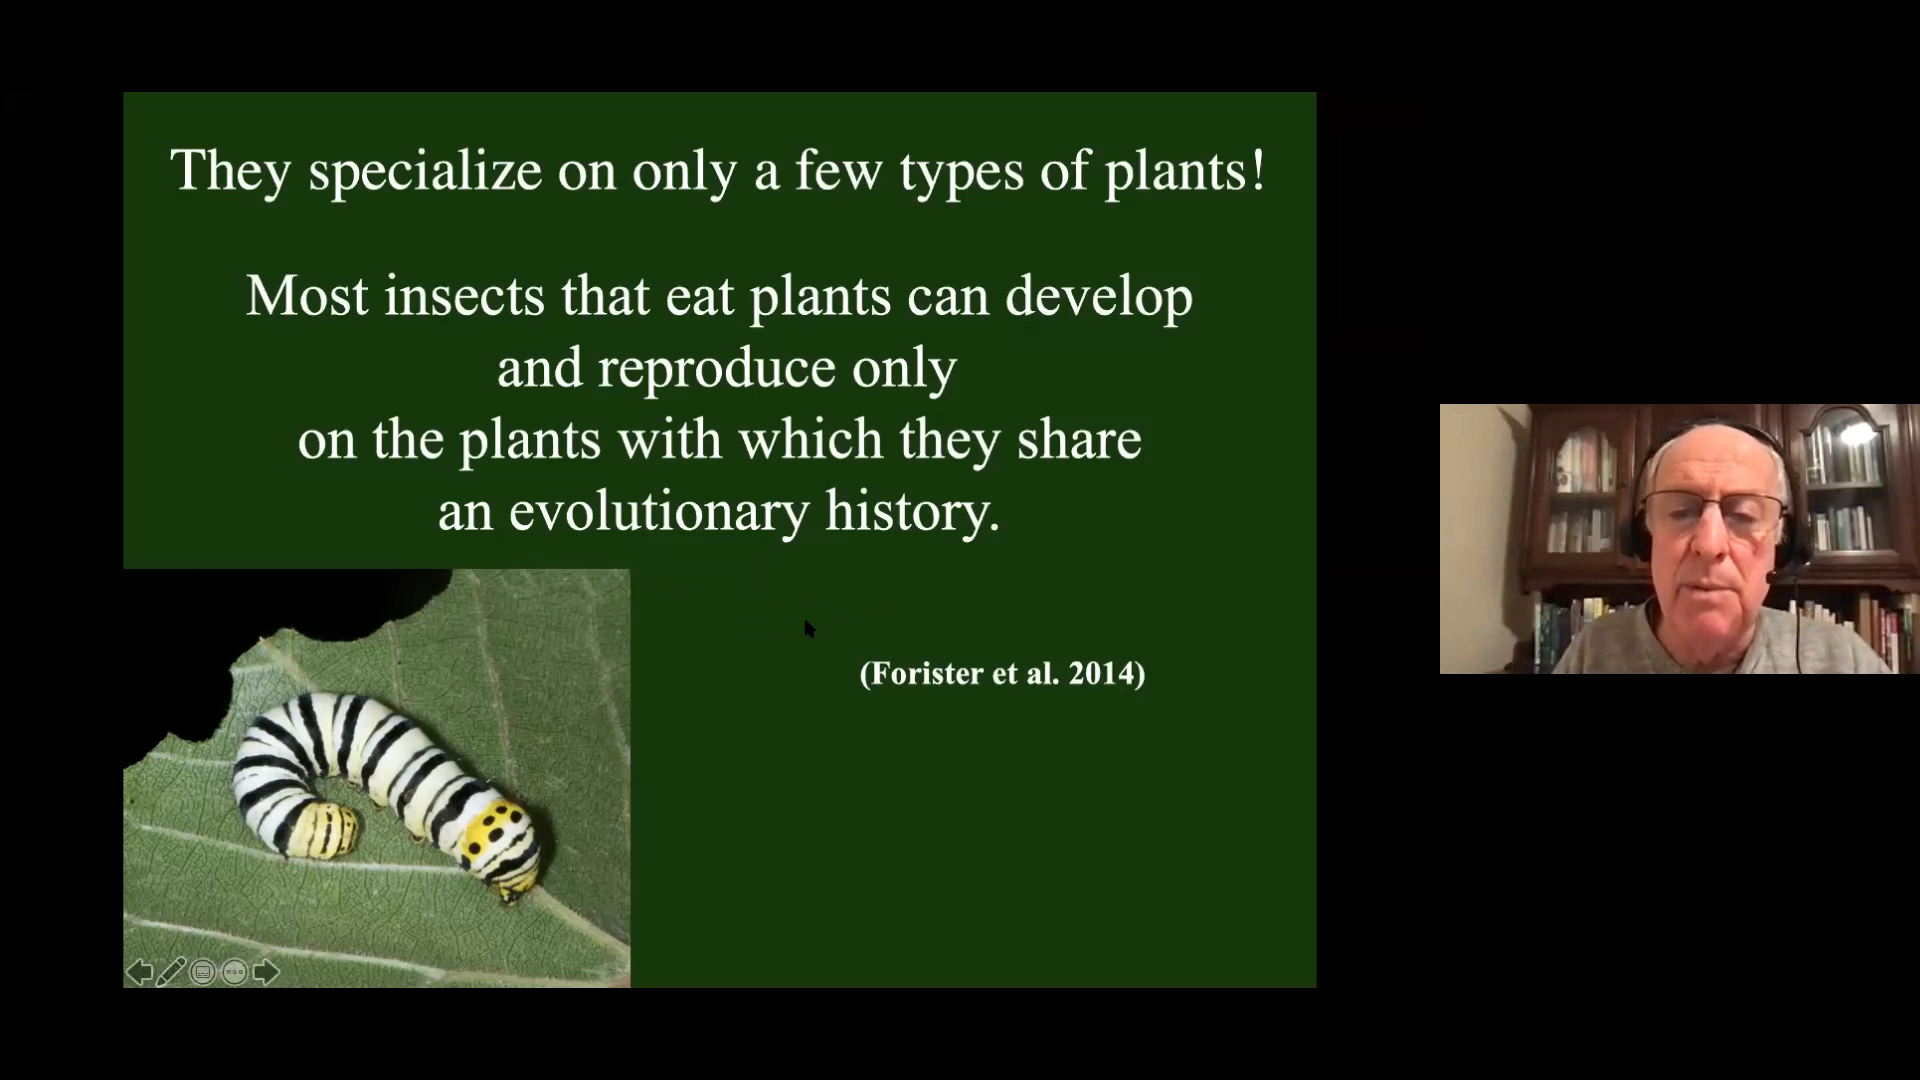 They specialize on only a few types of plants!
Most insects that eat plants can develop
and reproduce only
on the plants with which they share
an evolutionary history.
(Forister et al. 2014)